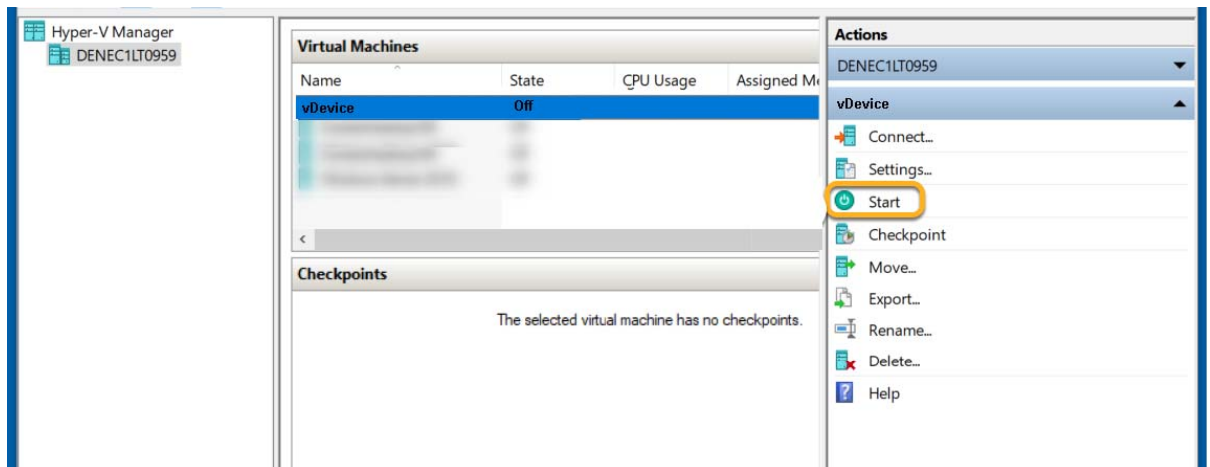 Hyper-V Manager
DENEC1LT0959
Virtual Machines
Name State CPU Usage Assigned Me
vDevice Off
Checkpoints
The selected virtual machine has no checkpoints.
Actions
DENEC1LT0959
vDevice
Connect...
Settings...
Start
Checkpoint
Move...
Export...
Rename...
Delete...
Help